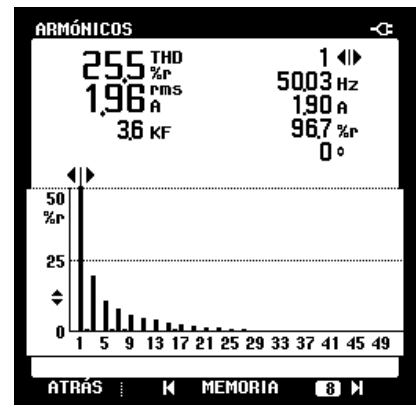 ARMÓNICOS
25,5 THD %r
1,96 rms A
3,6 KF
1
50,03 Hz
1,90 A
96,7 %r
0 °
50
%r
25
0
1 5 9 13 17 21 25 29 33 37 41 45 49
ATRÁS MEMORIA 8